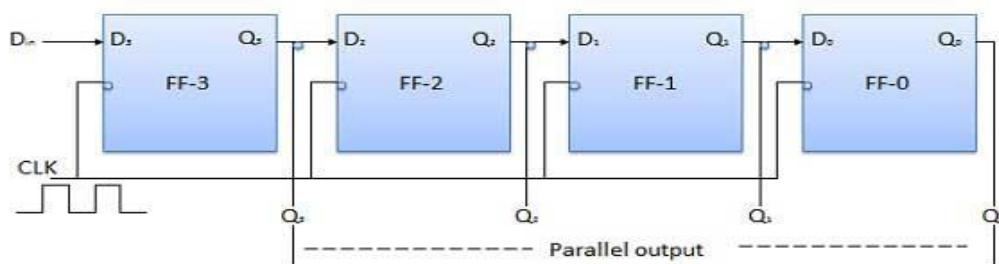 Dᵢₙ D₃ Q₃ D₂ Q₂ D₁ Q₁ D₀ Q₀
FF-3 FF-2 FF-1 FF-0
CLK
Q₃ Q₂ Q₁ Q
Parallel output